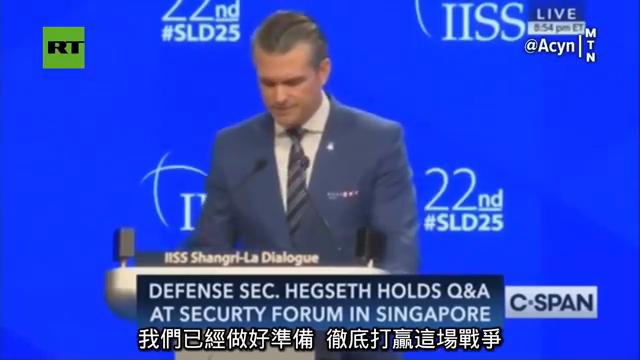 RT
22nd
#SLD25
IISS
LIVE
8:54 pm ET
@Acyn
MTN
IISS
22nd
#SLD25
IISS Shangri-La Dialogue
DEFENSE SEC. HEGSETH HOLDS Q&A
AT SECURTY FORUM IN SINGAPORE
C-SPAN
我們已經做好準備 徹底打贏這場戰爭